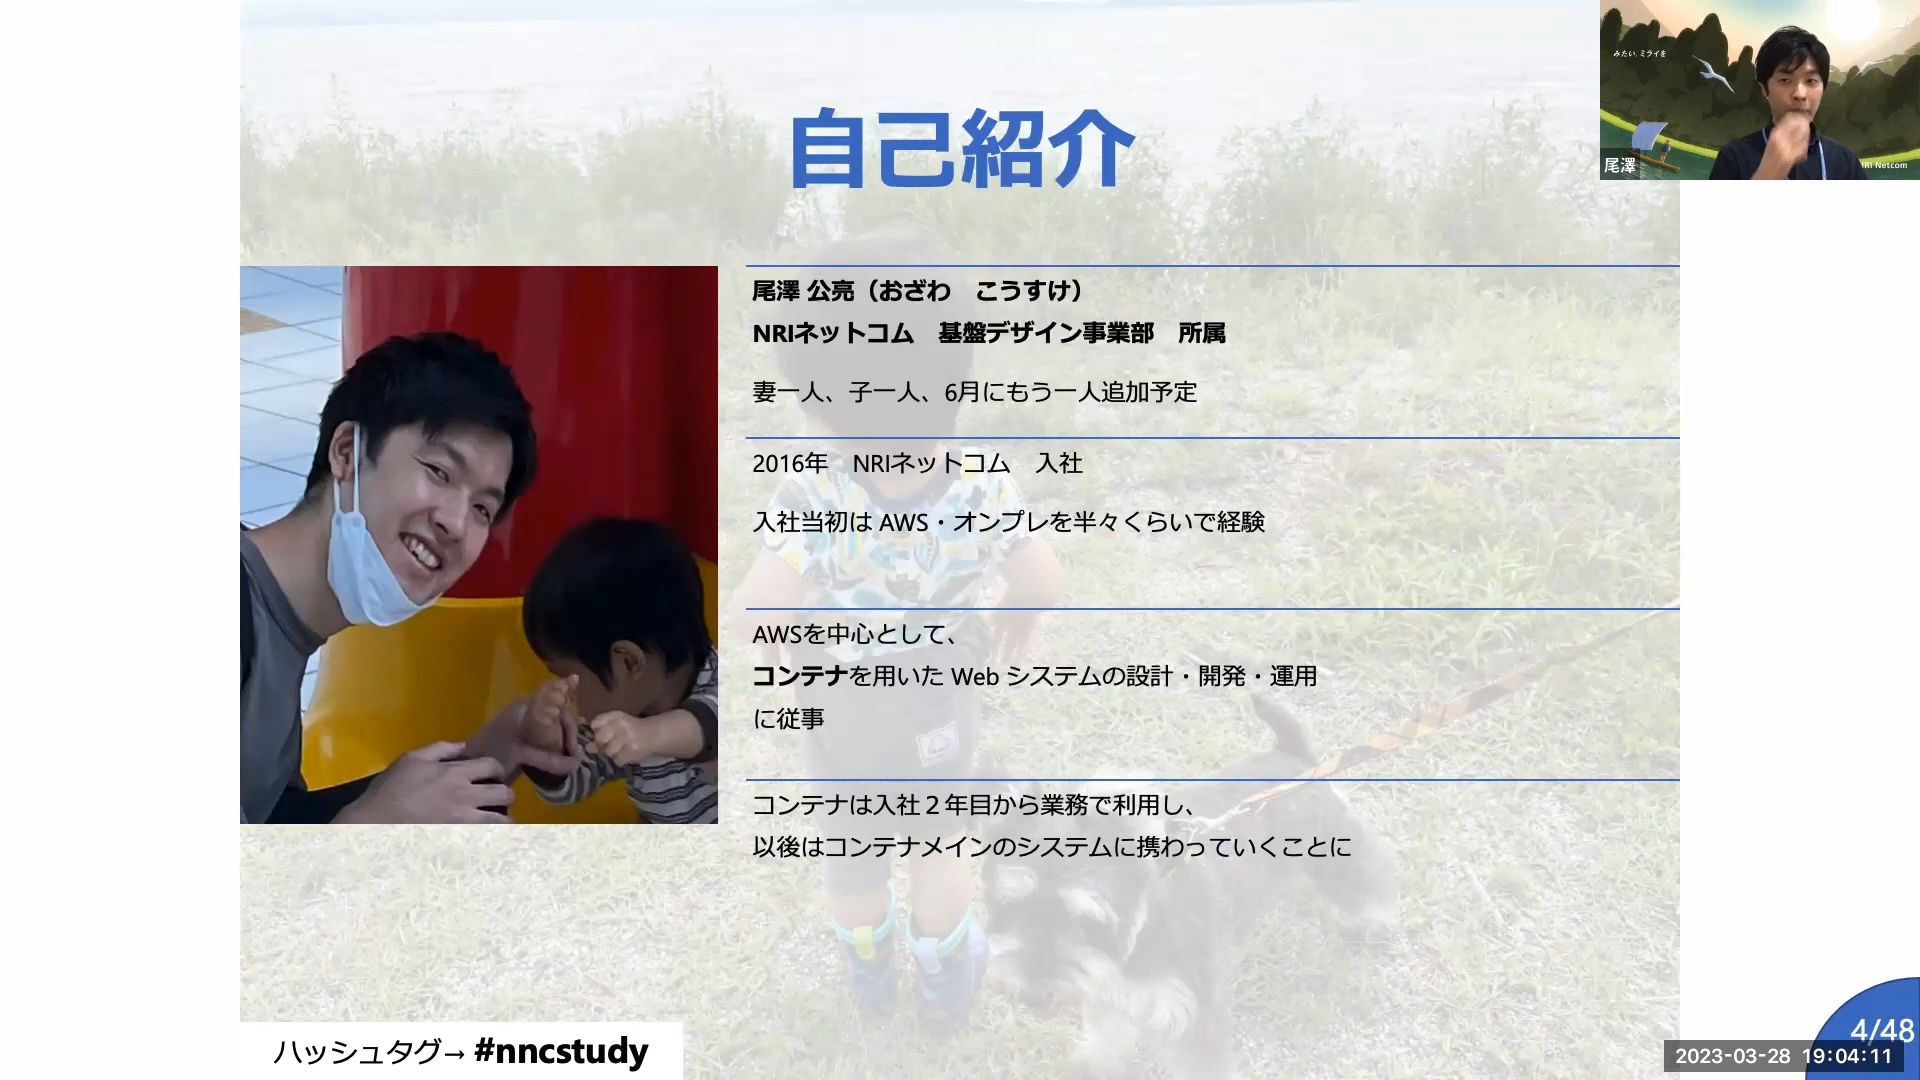 自己紹介
みたい、ミライを
尾澤
NRI Netcom
尾澤 公亮（おざわ　こうすけ）
NRIネットコム　基盤デザイン事業部　所属
妻一人、子一人、6月にもう一人追加予定
2016年　NRIネットコム　入社
入社当初は AWS・オンプレを半々くらいで経験
AWSを中心として、
コンテナを用いた Web システムの設計・開発・運用
に従事
コンテナは入社２年目から業務で利用し、
以後はコンテナメインのシステムに携わっていくことに
ハッシュタグ→ #nncstudy
4/48
2023-03-28 19:04:11